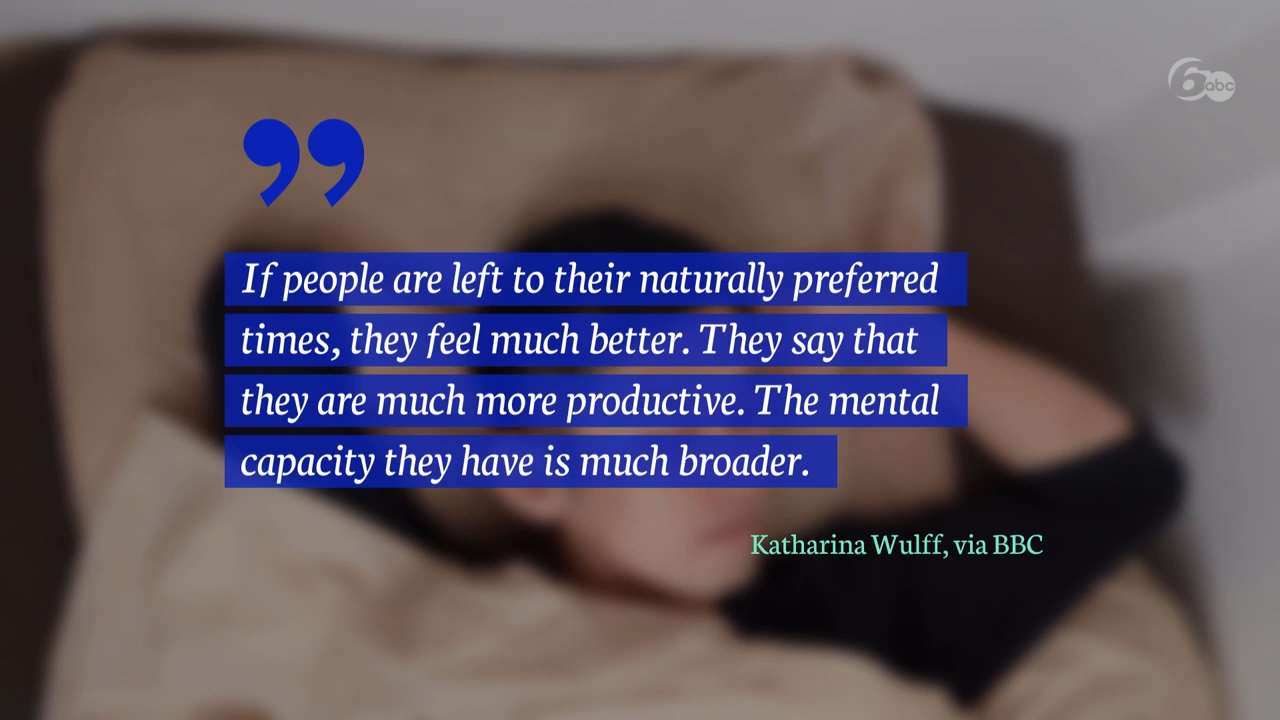 6abc
”
If people are left to their naturally preferred
times, they feel much better. They say that
they are much more productive. The mental
capacity they have is much broader.
Katharina Wulff, via BBC